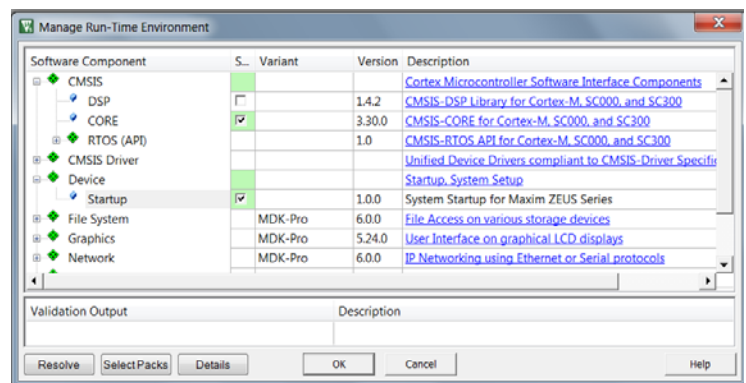 Manage Run-Time Environment
Software Component S... Variant Version Description
CMSIS Cortex Microcontroller Software Interface Components
DSP 1.4.2 CMSIS-DSP Library for Cortex-M, SC000, and SC300
CORE 3.30.0 CMSIS-CORE for Cortex-M, SC000, and SC300
RTOS (API) 1.0 CMSIS-RTOS API for Cortex-M, SC000, and SC300
CMSIS Driver Unified Device Drivers compliant to CMSIS-Driver Specific
Device Startup, System Setup
Startup 1.0.0 System Startup for Maxim ZEUS Series
File System MDK-Pro 6.0.0 File Access on various storage devices
Graphics MDK-Pro 5.24.0 User Interface on graphical LCD displays
Network MDK-Pro 6.0.0 IP Networking using Ethernet or Serial protocols
Validation Output Description
Resolve Select Packs Details OK Cancel Help